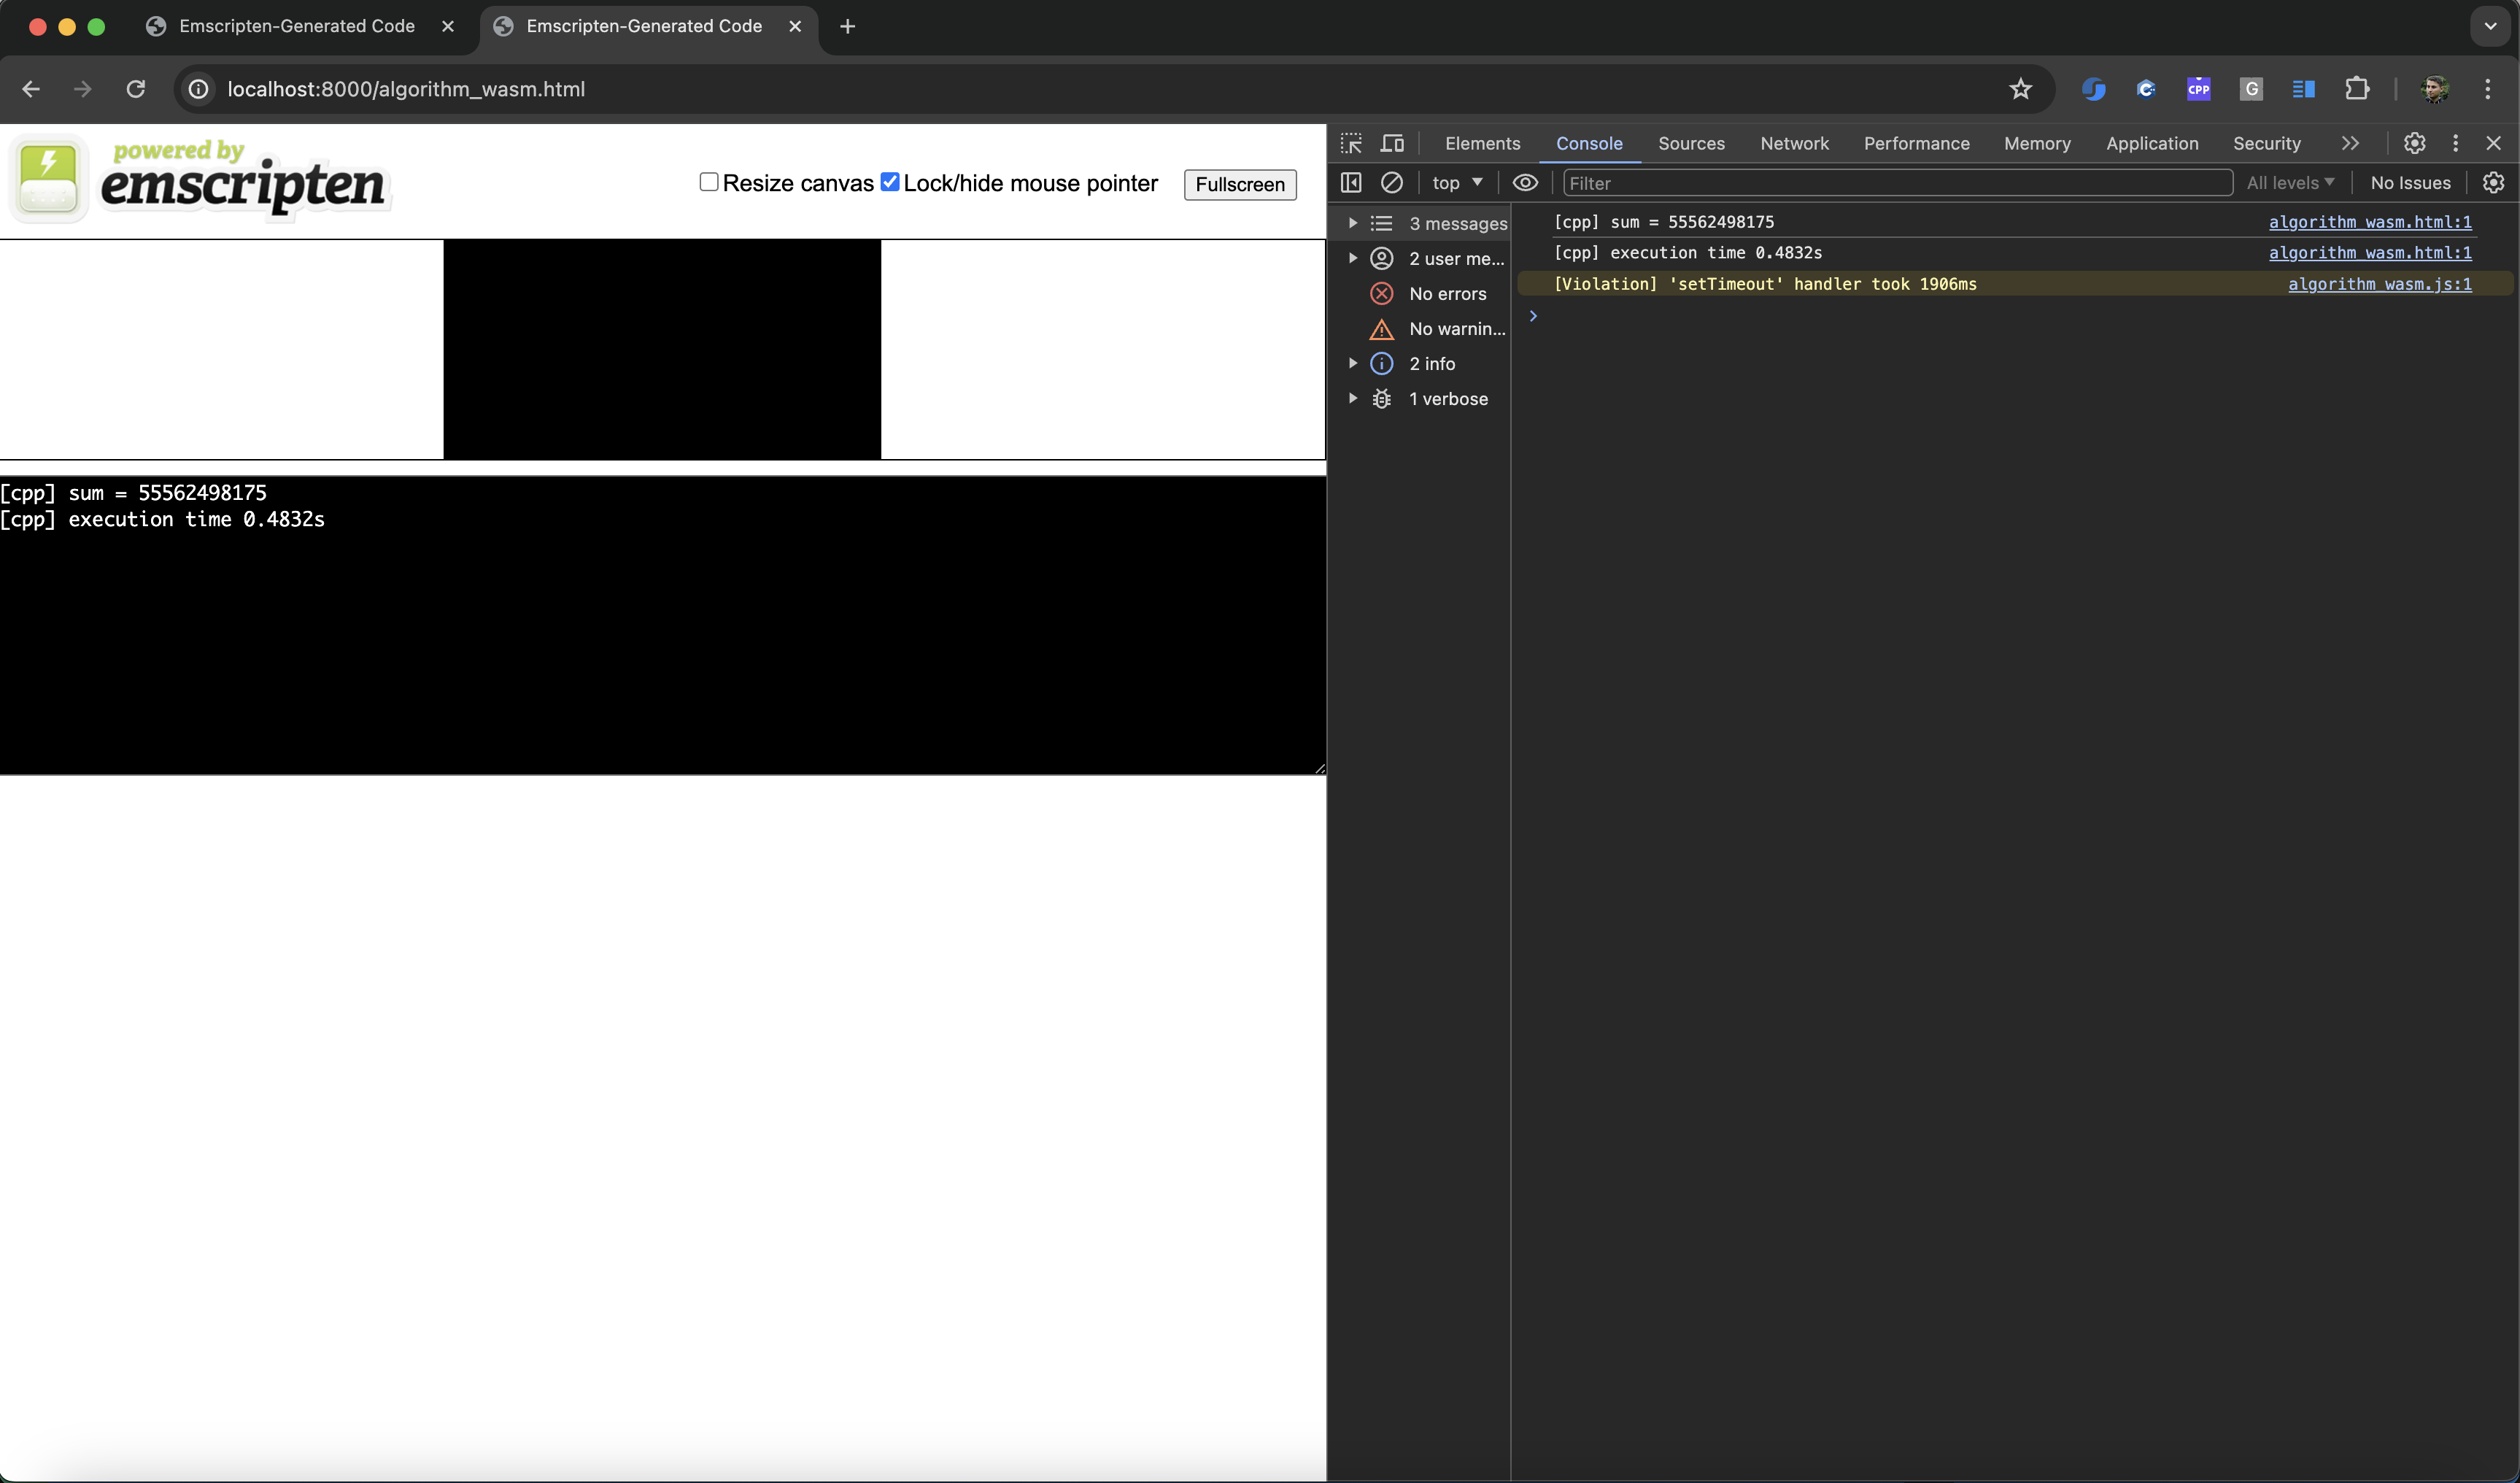 Emscripten-Generated Code
Emscripten-Generated Code
localhost:8000/algorithm_wasm.html
CPP
G
powered by
emscripten
Resize canvas
Lock/hide mouse pointer
Fullscreen
[cpp] sum = 55562498175
[cpp] execution time 0.4832s
Elements
Console
Sources
Network
Performance
Memory
Application
Security
top
Filter
All levels
No Issues
3 messages
2 user me...
No errors
No warnin...
2 info
1 verbose
[cpp] sum = 55562498175 algorithm_wasm.html:1
[cpp] execution time 0.4832s algorithm_wasm.html:1
[Violation] 'setTimeout' handler took 1906ms algorithm_wasm.js:1